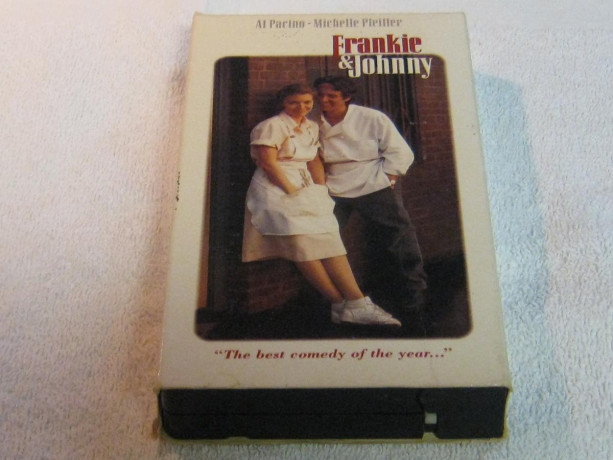 Al Pacino · Michelle Pfeiffer
Frankie
& Johnny
"The best comedy of the year..."